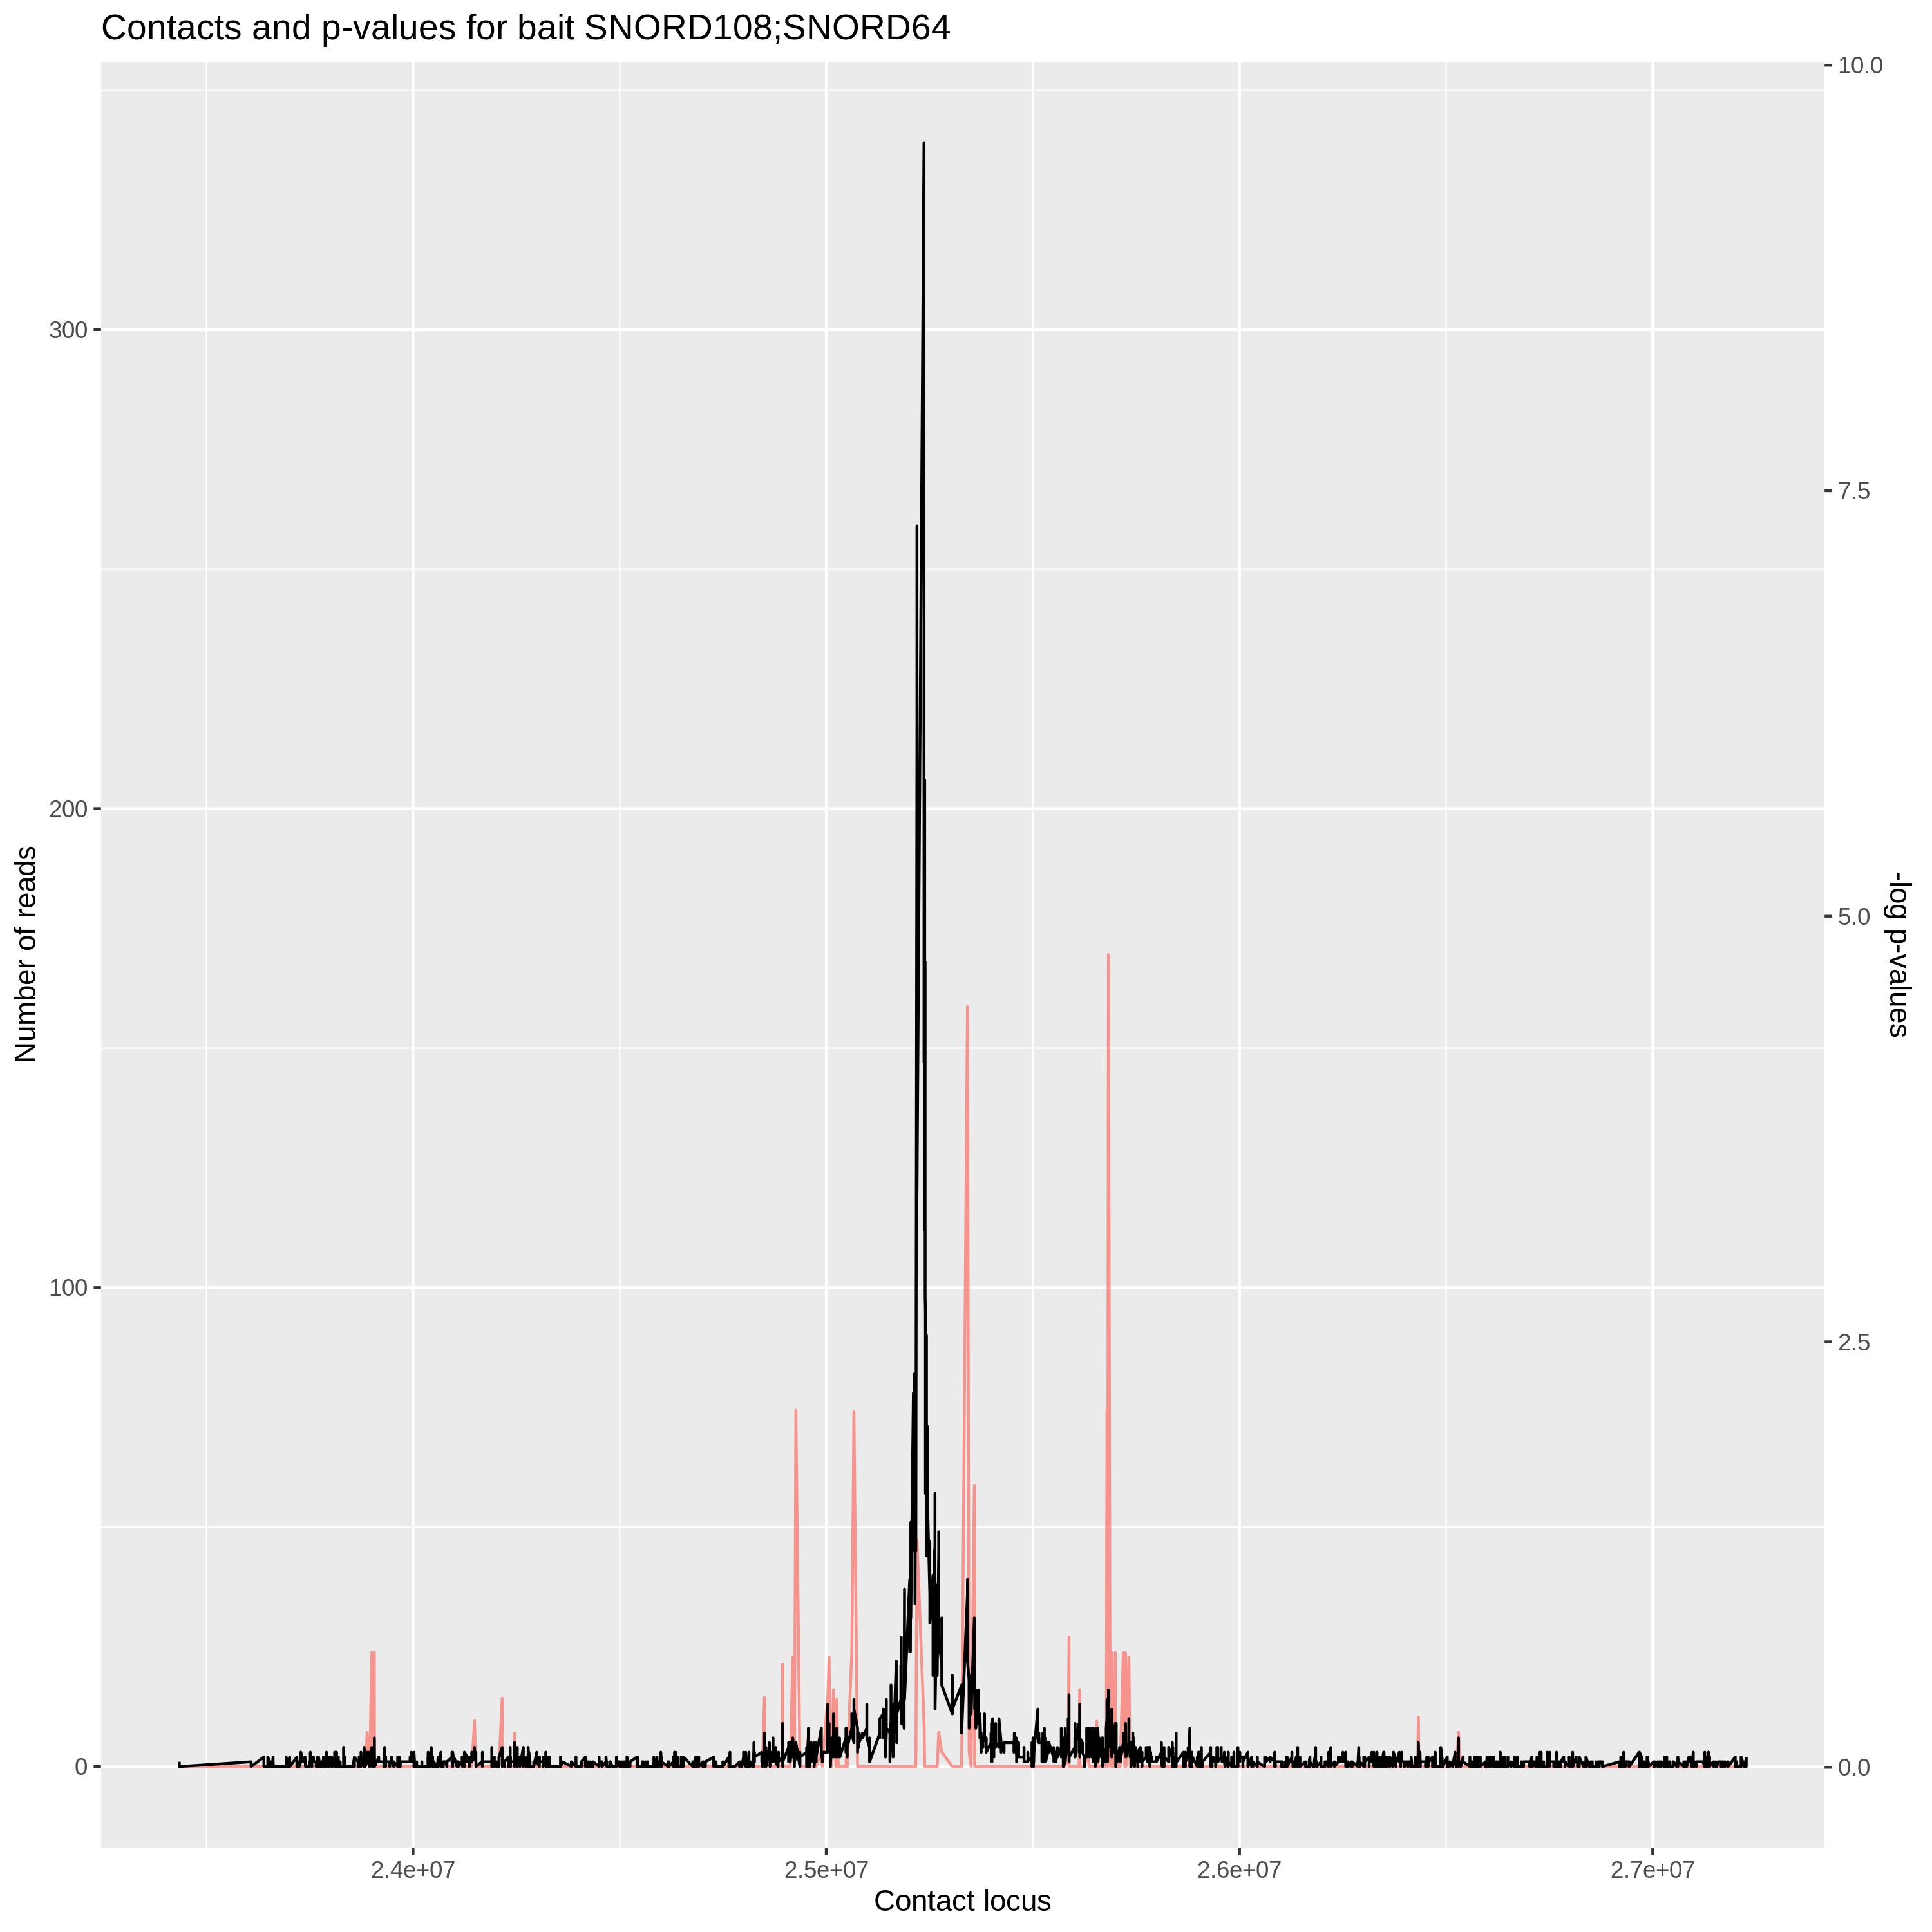 Contacts and p-values for bait SNORD108;SNORD64
10.0
7.5
5.0
2.5
0.0
300
200
100
0
Number of reads
-log p-values
2.4e+07
2.5e+07
2.6e+07
2.7e+07
Contact locus